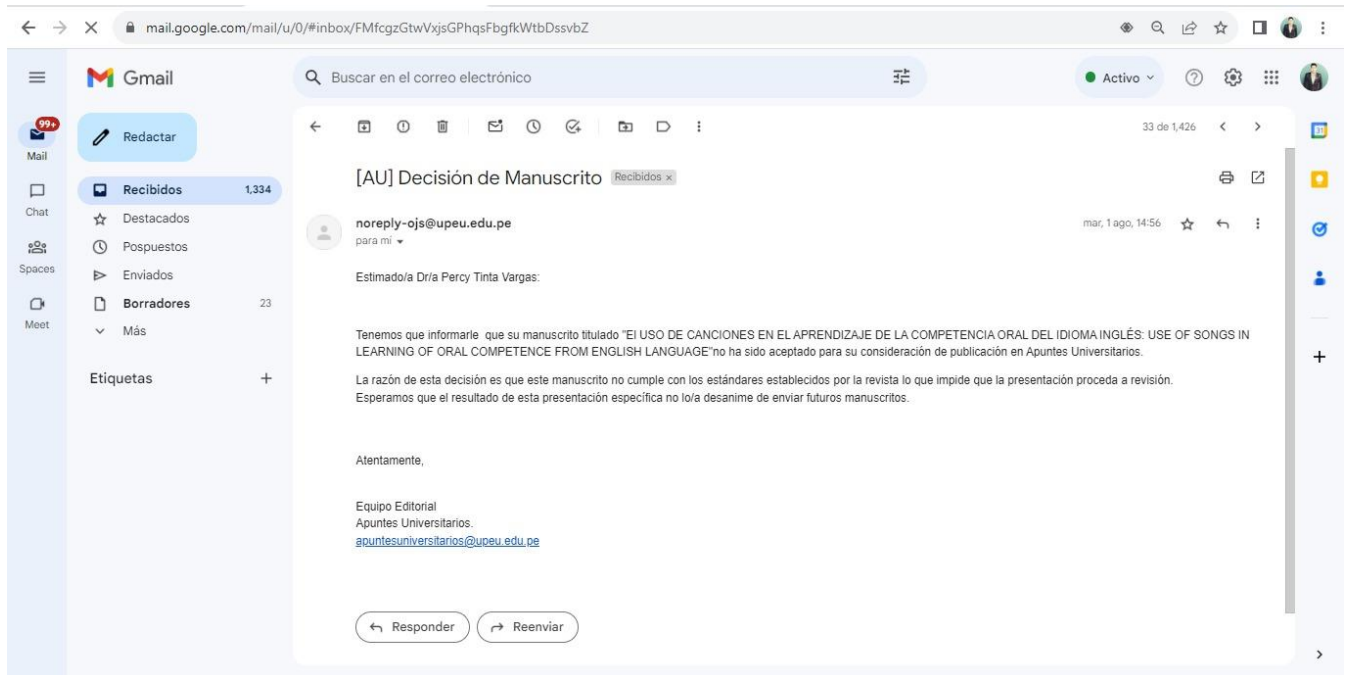 mail.google.com/mail/u/0/#inbox/FMfcgzGtwVxjsGPhqsFbgfkWtbDssvbZ
Gmail
Buscar en el correo electrónico
Activo
99+
Mail
Chat
Spaces
Meet
Redactar
Recibidos 1,334
Destacados
Pospuestos
Enviados
Borradores 23
Más
Etiquetas
33 de 1,426
31
[AU] Decisión de Manuscrito Recibidos x
noreply-ojs@upeu.edu.pe
mar, 1 ago, 14:56
para mí
Estimado/a Dr/a Percy Tinta Vargas:
Tenemos que informarle que su manuscrito titulado "El USO DE CANCIONES EN EL APRENDIZAJE DE LA COMPETENCIA ORAL DEL IDIOMA INGLÉS: USE OF SONGS IN
LEARNING OF ORAL COMPETENCE FROM ENGLISH LANGUAGE"no ha sido aceptado para su consideración de publicación en Apuntes Universitarios.
La razón de esta decisión es que este manuscrito no cumple con los estándares establecidos por la revista lo que impide que la presentación proceda a revisión.
Esperamos que el resultado de esta presentación específica no lo/a desanime de enviar futuros manuscritos.
Atentamente,
Equipo Editorial
Apuntes Universitarios.
apuntesuniversitarios@upeu.edu.pe
Responder
Reenviar